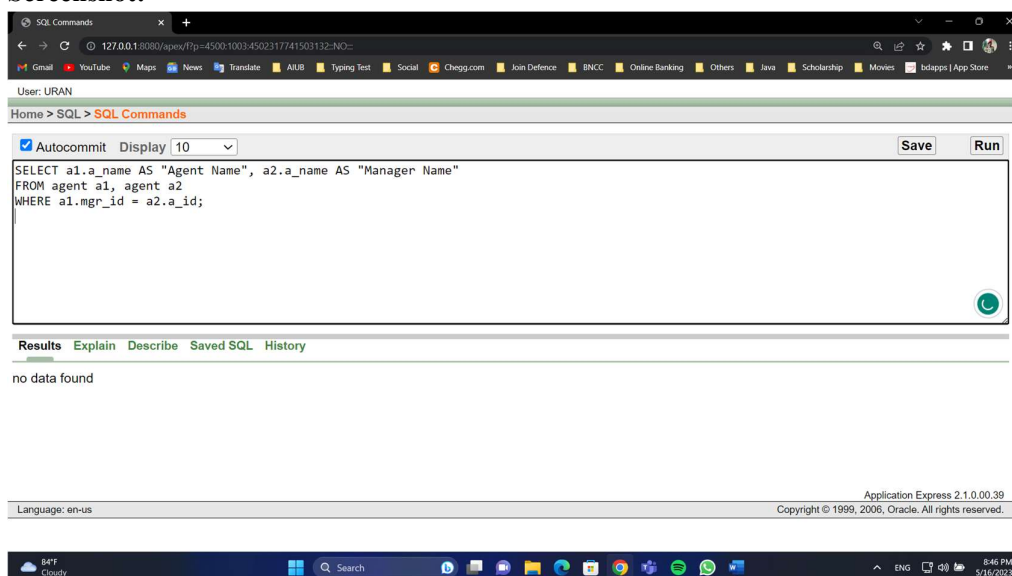 Screenshot:
SQL Commands
127.0.0.1:8080/apex/f?p=4500:1003:4502317741503132::NO:::
Gmail YouTube Maps News Translate AIUB Typing Test Social Chegg.com Join Defence BNCC Online Banking Others Java Scholarship Movies bdapps | App Store
User: URAN
Home > SQL > SQL Commands
Autocommit Display 10 Save Run
SELECT a1.a_name AS "Agent Name", a2.a_name AS "Manager Name"
FROM agent a1, agent a2
WHERE a1.mgr_id = a2.a_id;
Results Explain Describe Saved SQL History
no data found
Application Express 2.1.0.00.39
Language: en-us Copyright © 1999, 2006, Oracle. All rights reserved.
84°F Search ENG 8:46 PM
Cloudy 5/16/2023